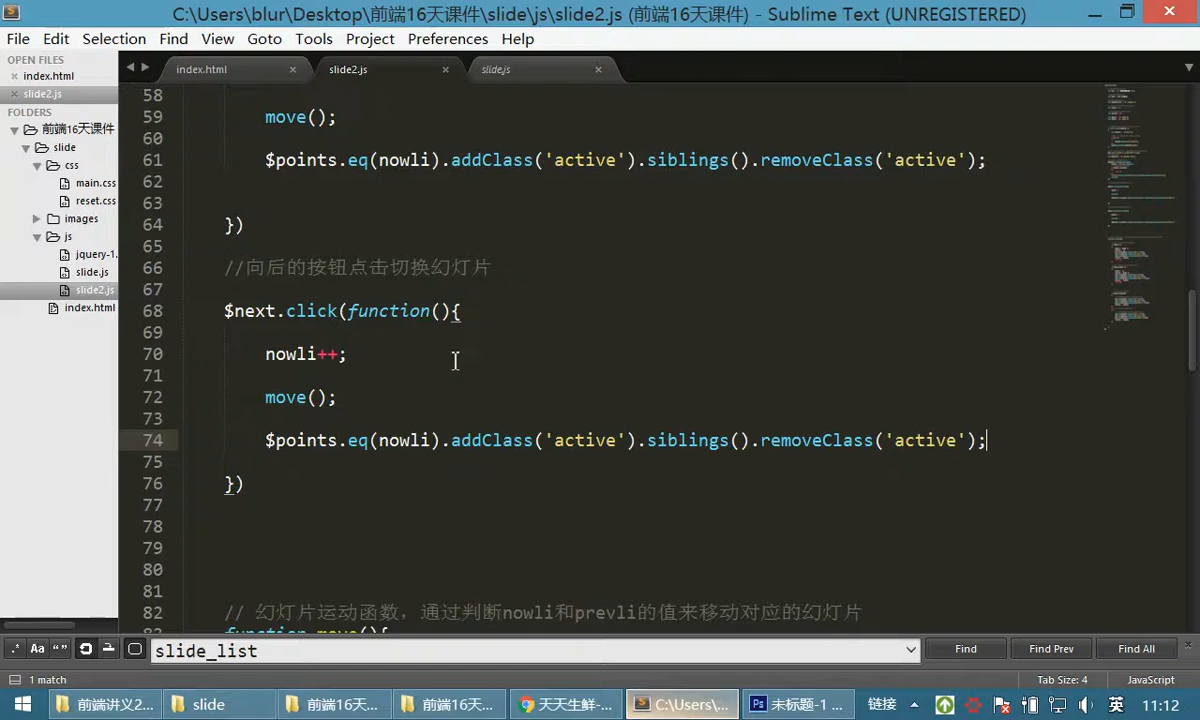 C:\Users\blur\Desktop\前端16天课件\slide\js\slide2.js (前端16天课件) - Sublime Text (UNREGISTERED)
File Edit Selection Find View Goto Tools Project Preferences Help
OPEN FILES
index.html
slide2.js
FOLDERS
前端16天课件
slide
css
main.css
reset.css
images
js
jquery-1.
slide.js
slide2.js
index.html
index.html slide2.js slide.js
58
59 move();
60
61 $points.eq(nowli).addClass('active').siblings().removeClass('active');
62
63
64 })
65
66 //向后的按钮点击切换幻灯片
67
68 $next.click(function(){
69
70 nowli++;
71
72 move();
73
74 $points.eq(nowli).addClass('active').siblings().removeClass('active');
75
76 })
77
78
79
80
81
82 // 幻灯片运动函数，通过判断nowli和prevli的值来移动对应的幻灯片
83 function move(){
.* Aa “” slide_list Find Find Prev Find All
1 match Tab Size: 4 JavaScript
前端讲义2... slide 前端16天... 前端16天... 天天生鲜-... C:\Users\... 未标题-1 ... 链接 英 11:12